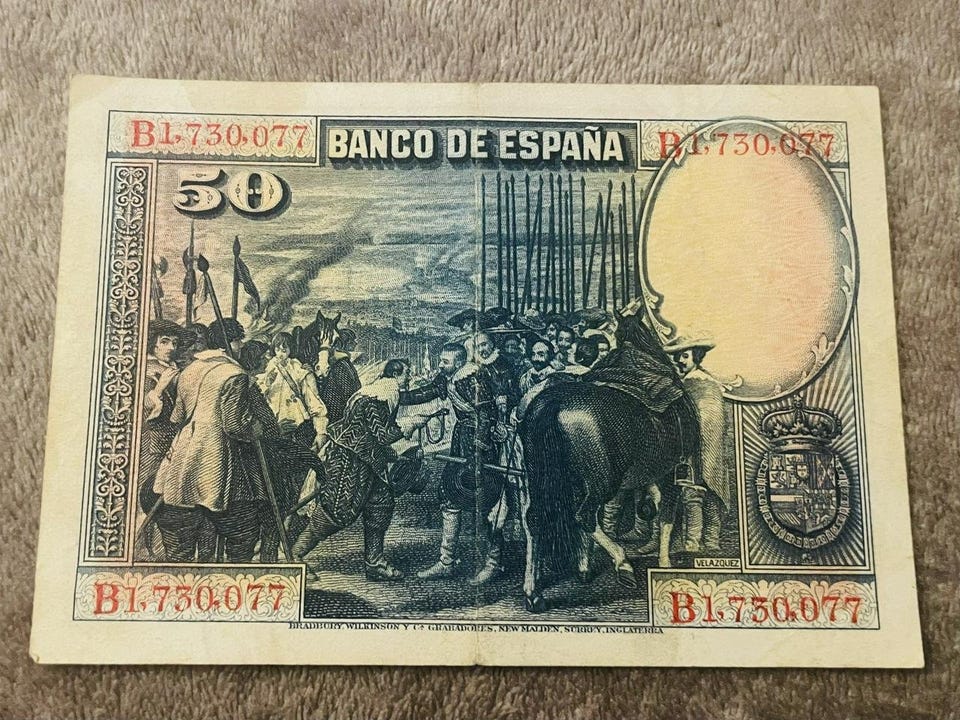 B1,730,077 BANCO DE ESPAÑA B1,730,077
50
VELAZQUEZ
B1,730,077 B1,730,077
BRADBURY, WILKINSON Y Cª GRABADORES, NEW MALDEN, SURREY, INGLATERRA